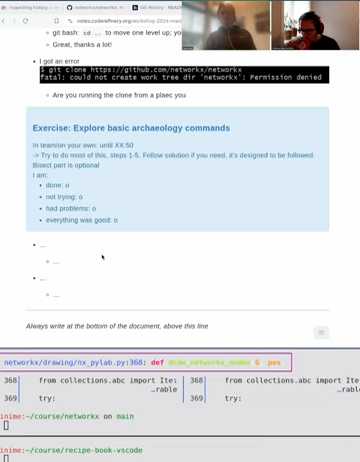 Inspecting history —
Git History
READ
notes.coderefinery.org/workshop-2024-marc
git bash: cd .. to move one level up; yo
Great, thanks a lot!
I got an error
$ git clone https://github.com/networkx/networkx
fatal: could not create work tree dir 'networkx': Permission denied
Are you running the clone from a plaec you
Exercise: Explore basic archaeology commands
In team/on your own: until XX:50
-> Try to do most of this, steps 1-5. Follow solution if you need, it's designed to be followed.
Bisect part is optional
I am:
done: o
not trying: o
had problems: o
everything was good: o
...
...
...
...
Always write at the bottom of the document, above this line
networkx/drawing/nx_pylab.py:368: def draw_networkx_nodes G pos
368 from collections.abc import Ite 368 from collections.abc import Ite
…rable …rable
369 try: 369 try:
inime:~/course/networkx on main
inime:~/course/recipe-book-vscode